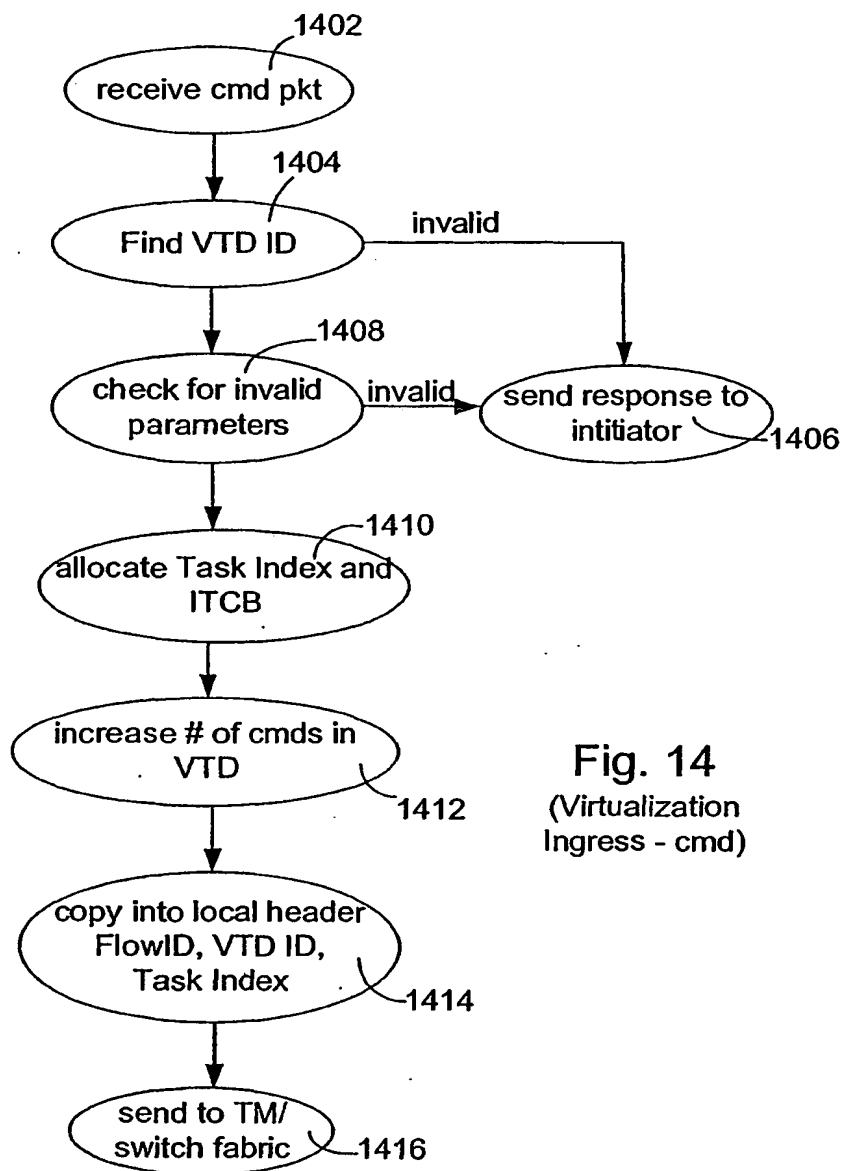 1402
receive cmd pkt
1404
Find VTD ID
invalid
1408
check for invalid
parameters
invalid
send response to
intitiator
1406
1410
allocate Task Index and
ITCB
increase # of cmds in
VTD
1412
Fig. 14
(Virtualization
Ingress - cmd)
copy into local header
FlowID, VTD ID,
Task Index
1414
send to TM/
switch fabric
1416